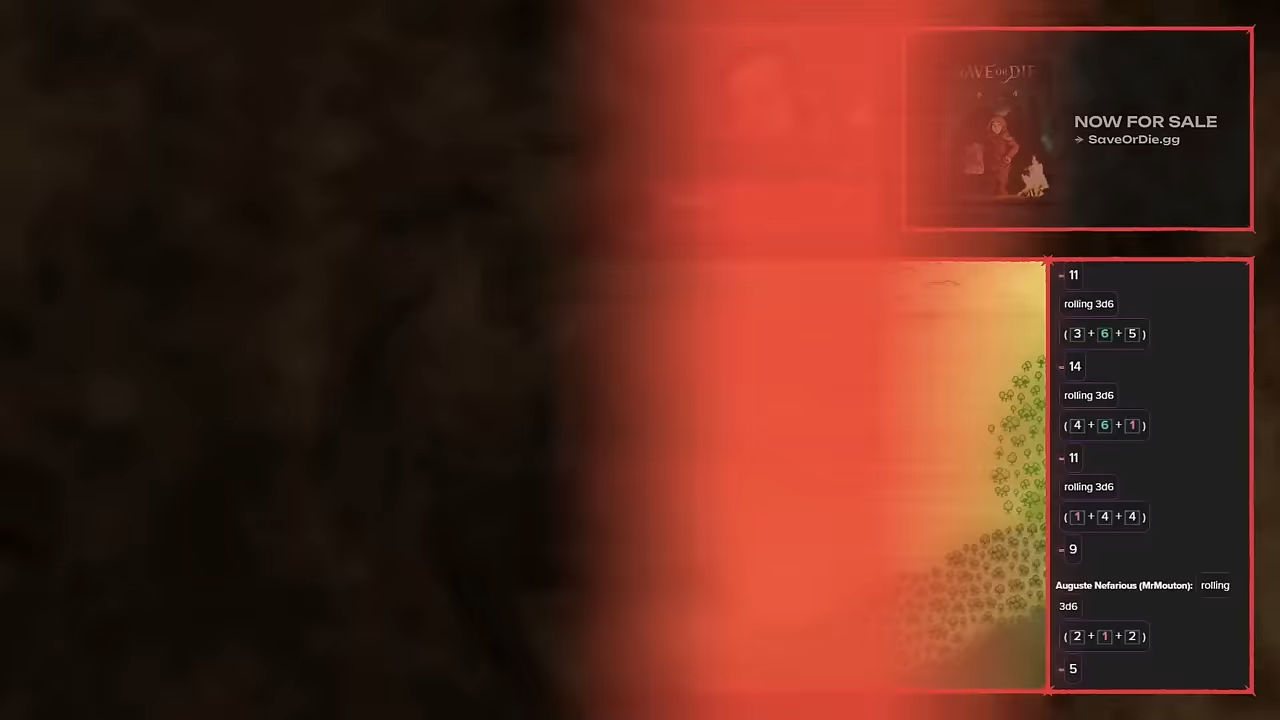 SAVE OR DIE
NOW FOR SALE
→ SaveOrDie.gg
= 11
rolling 3d6
( 3 + 6 + 5 )
= 14
rolling 3d6
( 4 + 6 + 1 )
= 11
rolling 3d6
( 1 + 4 + 4 )
= 9
Auguste Nefarious (MrMouton): rolling
3d6
( 2 + 1 + 2 )
= 5